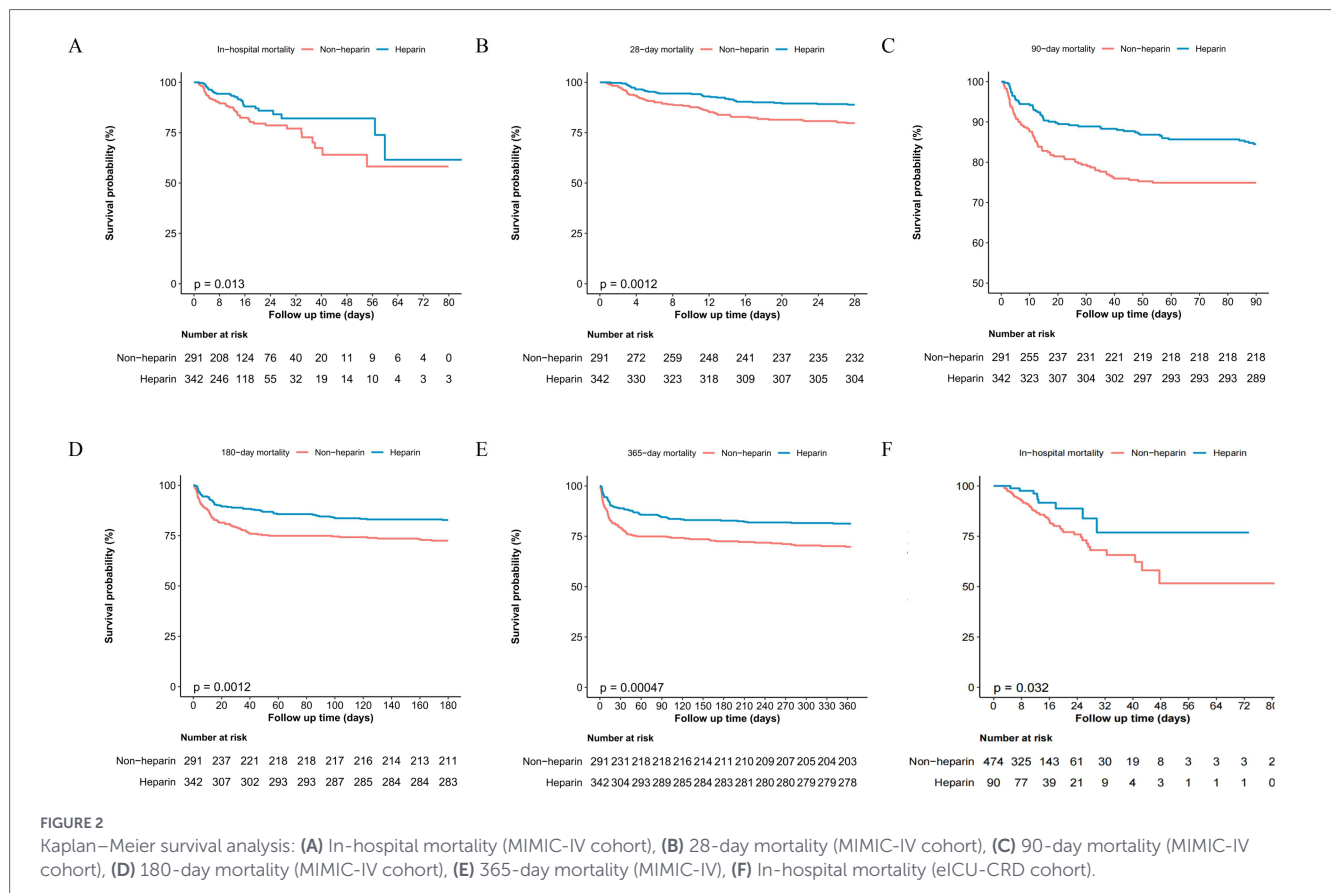 A
In-hospital mortality Non-heparin Heparin
Survival probability (%)
100
75
50
25
0
p = 0.013
0 8 16 24 32 40 48 56 64 72 80
Follow up time (days)
Number at risk
Non-heparin 291 208 124 76 40 20 11 9 6 4 0
Heparin 342 246 118 55 32 19 14 10 4 3 3
B
28-day mortality Non-heparin Heparin
Survival probability (%)
100
75
50
25
0
p = 0.0012
0 4 8 12 16 20 24 28
Follow up time (days)
Number at risk
Non-heparin 291 272 259 248 241 237 235 232
Heparin 342 330 323 318 309 307 305 304
C
90-day mortality Non-heparin Heparin
Survival probability (%)
100
90
80
70
60
50
0 10 20 30 40 50 60 70 80 90
Follow up time (days)
Number at risk
Non-heparin 291 255 237 231 221 219 218 218 218 218
Heparin 342 323 307 304 302 297 293 293 293 289
D
180-day mortality Non-heparin Heparin
Survival probability (%)
100
75
50
25
0
p = 0.0012
0 20 40 60 80 100 120 140 160 180
Follow up time (days)
Number at risk
Non-heparin 291 237 221 218 218 217 216 214 213 211
Heparin 342 307 302 293 293 287 285 284 284 283
E
365-day mortality Non-heparin Heparin
Survival probability (%)
100
75
50
25
0
p = 0.00047
0 30 60 90 120 150 180 210 240 270 300 330 360
Follow up time (days)
Number at risk
Non-heparin 291 231 218 218 216 214 211 210 209 207 205 204 203
Heparin 342 304 293 289 285 284 283 281 280 280 279 279 278
F
In-hospital mortality Non-heparin Heparin
Survival probability (%)
100
75
50
25
0
p = 0.032
0 8 16 24 32 40 48 56 64 72
Follow up time (days)
Number at risk
Non-heparin 474 325 143 61 30 19 8 3 3 3 2
Heparin 90 77 39 21 9 4 3 1 1 1 0
FIGURE 2
Kaplan–Meier survival analysis: (A) In-hospital mortality (MIMIC-IV cohort), (B) 28-day mortality (MIMIC-IV cohort), (C) 90-day mortality (MIMIC-IV
cohort), (D) 180-day mortality (MIMIC-IV cohort), (E) 365-day mortality (MIMIC-IV), (F) In-hospital mortality (eICU-CRD cohort).